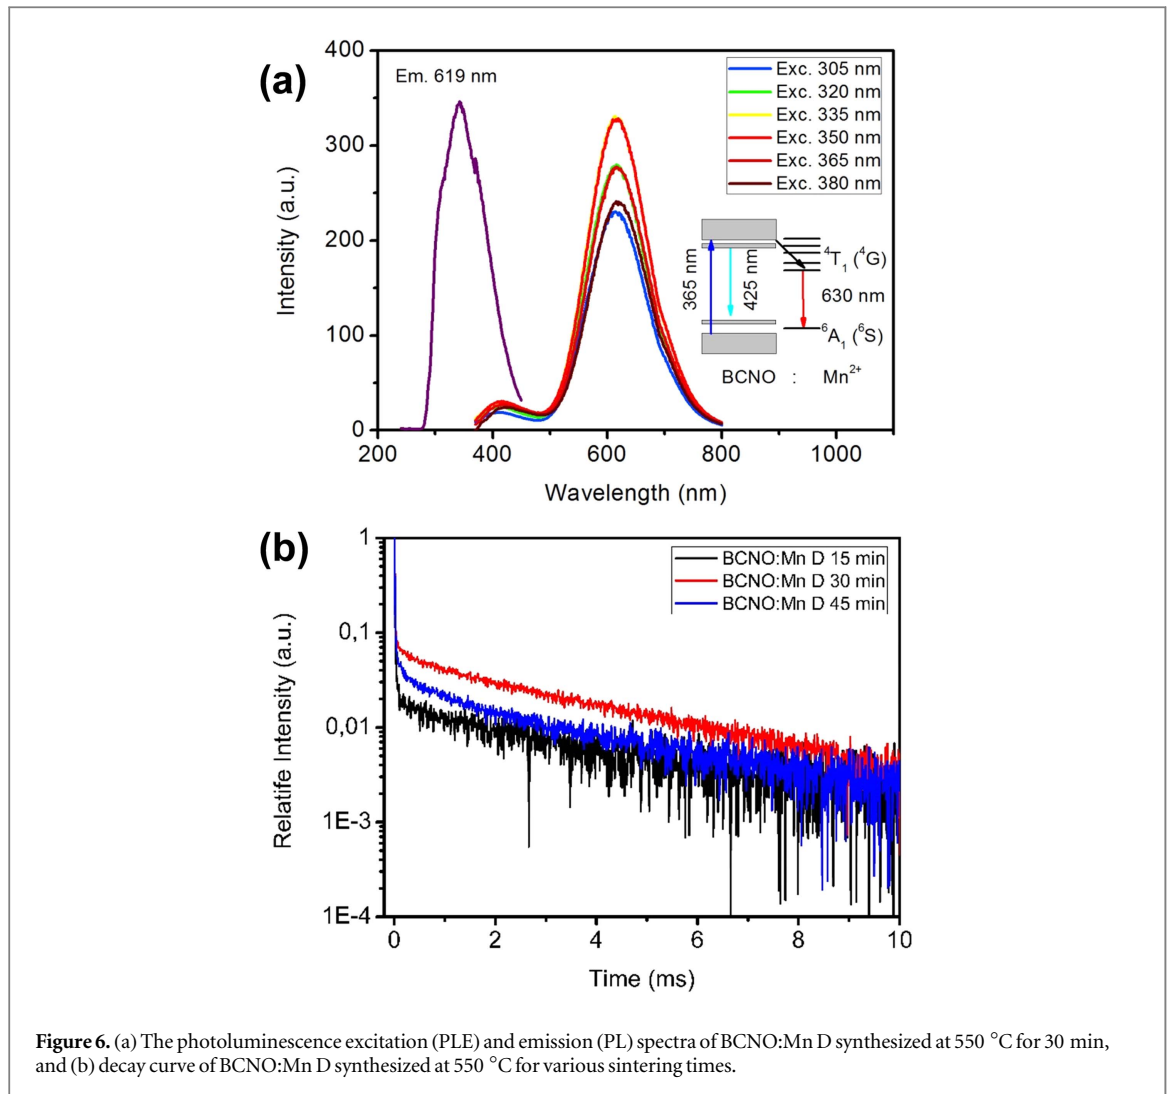 (a)
400
300
200
100
0
Intensity (a.u.)
Em. 619 nm
Exc. 305 nm
Exc. 320 nm
Exc. 335 nm
Exc. 350 nm
Exc. 365 nm
Exc. 380 nm
365 nm
425 nm
⁴T₁ (⁴G)
630 nm
⁶A₁ (⁶S)
BCNO : Mn²⁺
200 400 600 800 1000
Wavelength (nm)
(b)
1
0,1
0,01
1E-3
1E-4
Relatife Intensity (a.u.)
BCNO:Mn D 15 min
BCNO:Mn D 30 min
BCNO:Mn D 45 min
0 2 4 6 8 10
Time (ms)
Figure 6. (a) The photoluminescence excitation (PLE) and emission (PL) spectra of BCNO:Mn D synthesized at 550 °C for 30 min,
and (b) decay curve of BCNO:Mn D synthesized at 550 °C for various sintering times.